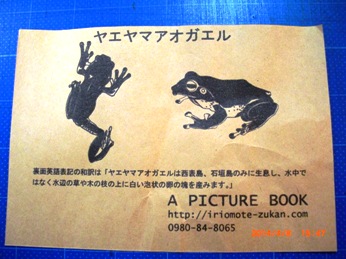 ヤエヤマアオガエル
裏面英語表記の和訳は「ヤエヤマアオガエルは西表島、石垣島のみに生息し、水中で
はなく水辺の草や木の枝の上に白い泡状の卵の塊を産みます。」
A PICTURE BOOK
http://iriomote-zukan.com
0980-84-8065